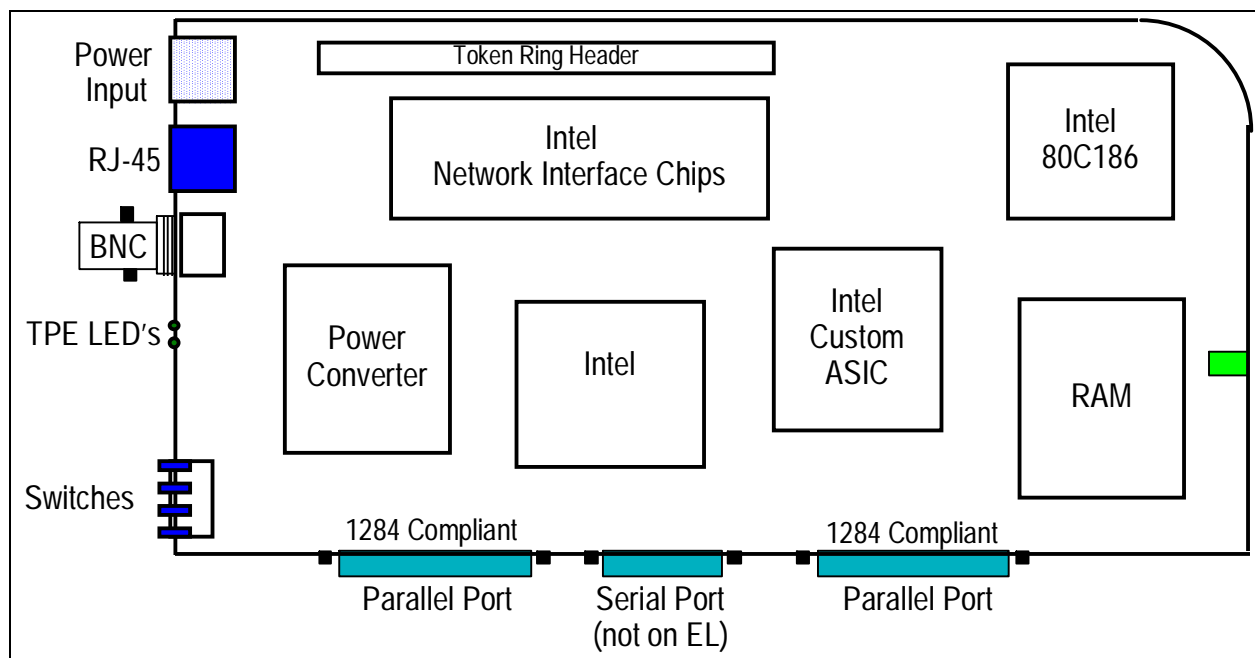 Power
Input
Token Ring Header
Intel
Network Interface Chips
Intel
80C186
RJ-45
BNC
TPE LED's
Power
Converter
Intel
Intel
Custom
ASIC
RAM
Switches
1284 Compliant
1284 Compliant
Parallel Port
Serial Port
(not on EL)
Parallel Port